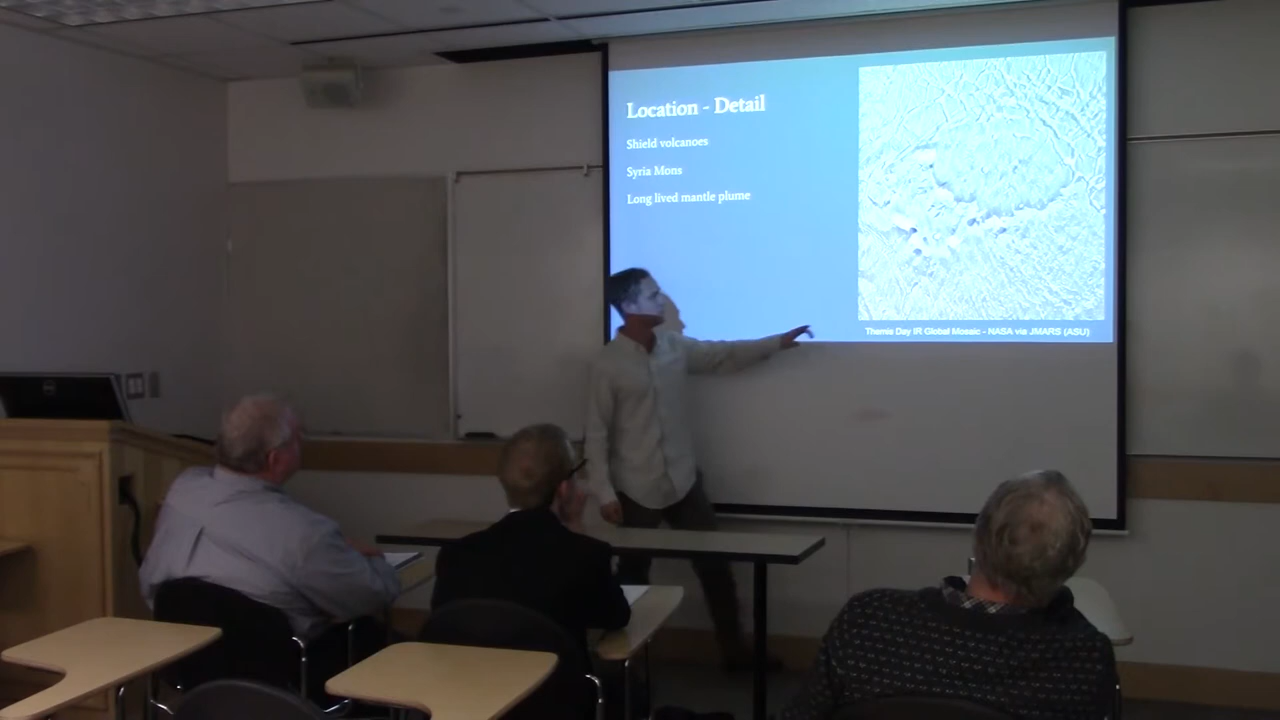 Location - Detail
Shield volcanoes
Syria Mons
Long lived mantle plume
Themis Day IR Global Mosaic - NASA via JMARS (ASU)